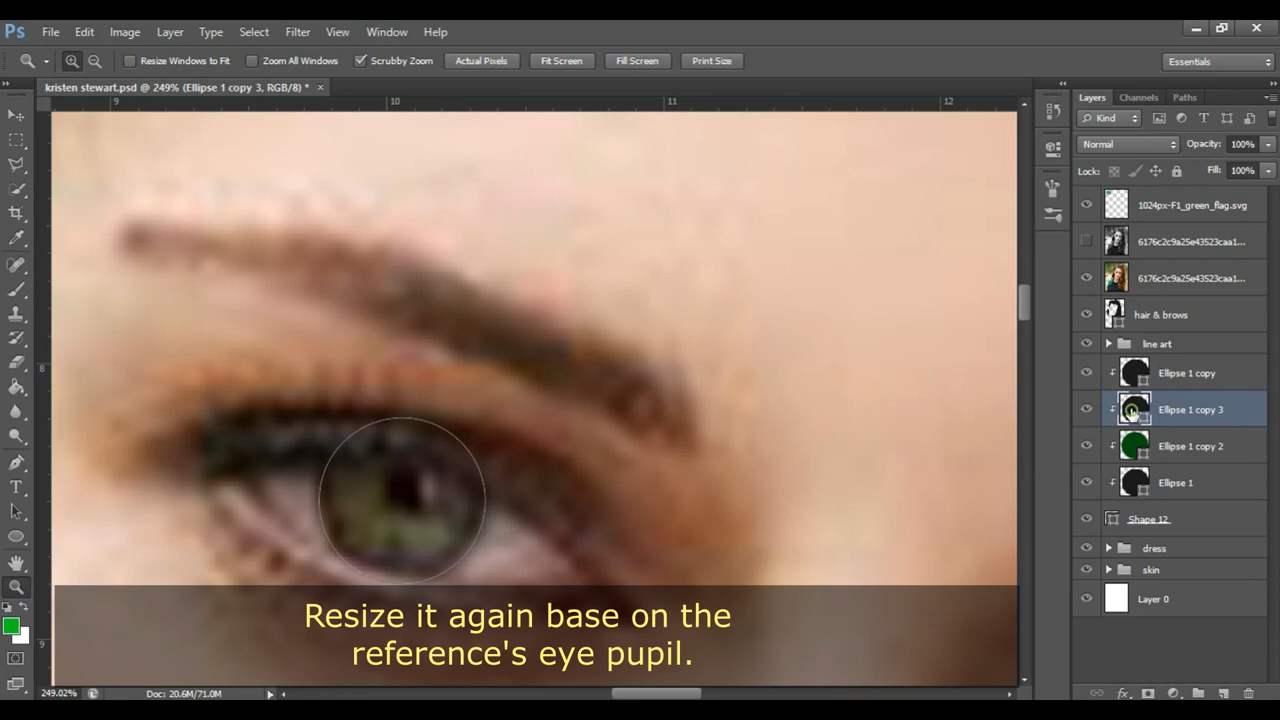 Ps File Edit Image Layer Type Select Filter View Window Help
Resize Windows to Fit Zoom All Windows Scrubby Zoom Actual Pixels Fit Screen Fill Screen Print Size Essentials
kristen stewart.psd @ 249% (Ellipse 1 copy 3, RGB/8) *
9 10 11 12
Layers Channels Paths
Kind
Normal Opacity: 100%
Lock: Fill: 100%
1024px-F1_green_flag.svg
6176c2c9a25e43523caa1...
6176c2c9a25e43523caa1...
hair & brows
line art
8
Ellipse 1 copy
Ellipse 1 copy 3
Ellipse 1 copy 2
Ellipse 1
Shape 12
dress
skin
Layer 0
Resize it again base on the
reference's eye pupil.
9
249.02% Doc: 20.6M/71.0M